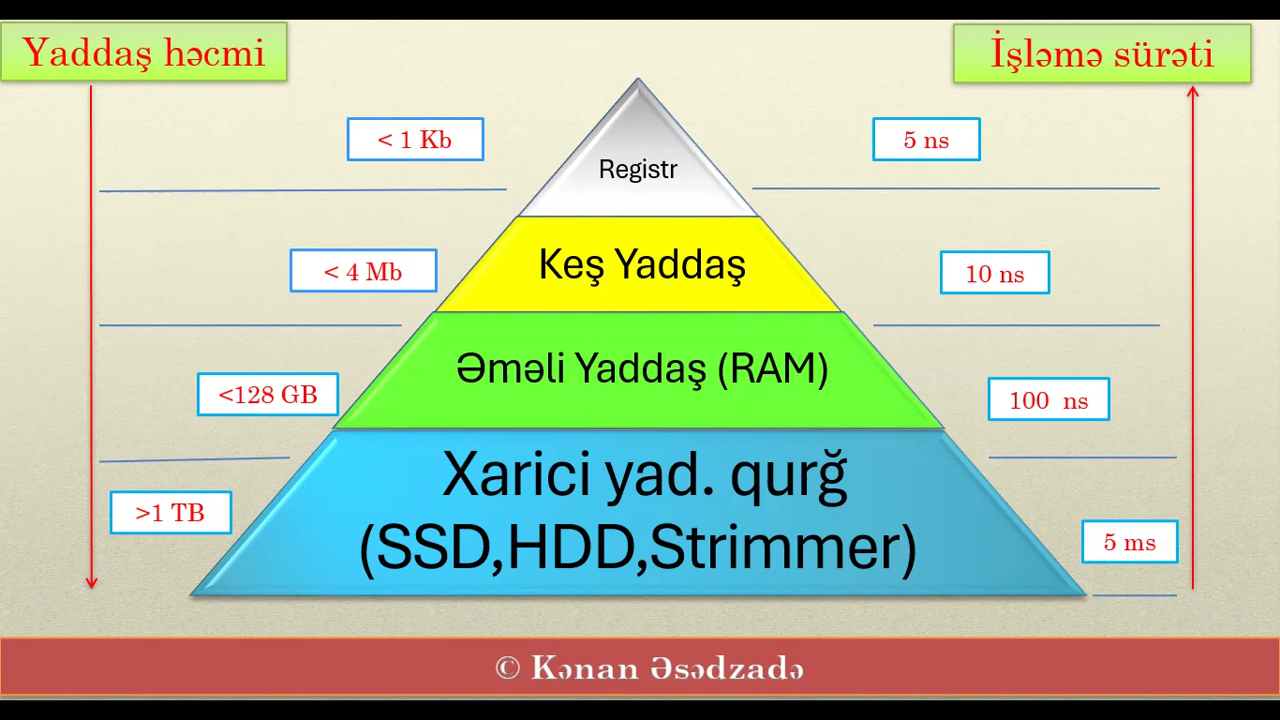 Yaddaş həcmi
İşləmə sürəti
< 1 Kb
Registr
5 ns
< 4 Mb
Keş Yaddaş
10 ns
<128 GB
Əməli Yaddaş (RAM)
100 ns
>1 TB
Xarici yad. qurğ
(SSD,HDD,Strimmer)
5 ms
© Kənan Əsədzadə